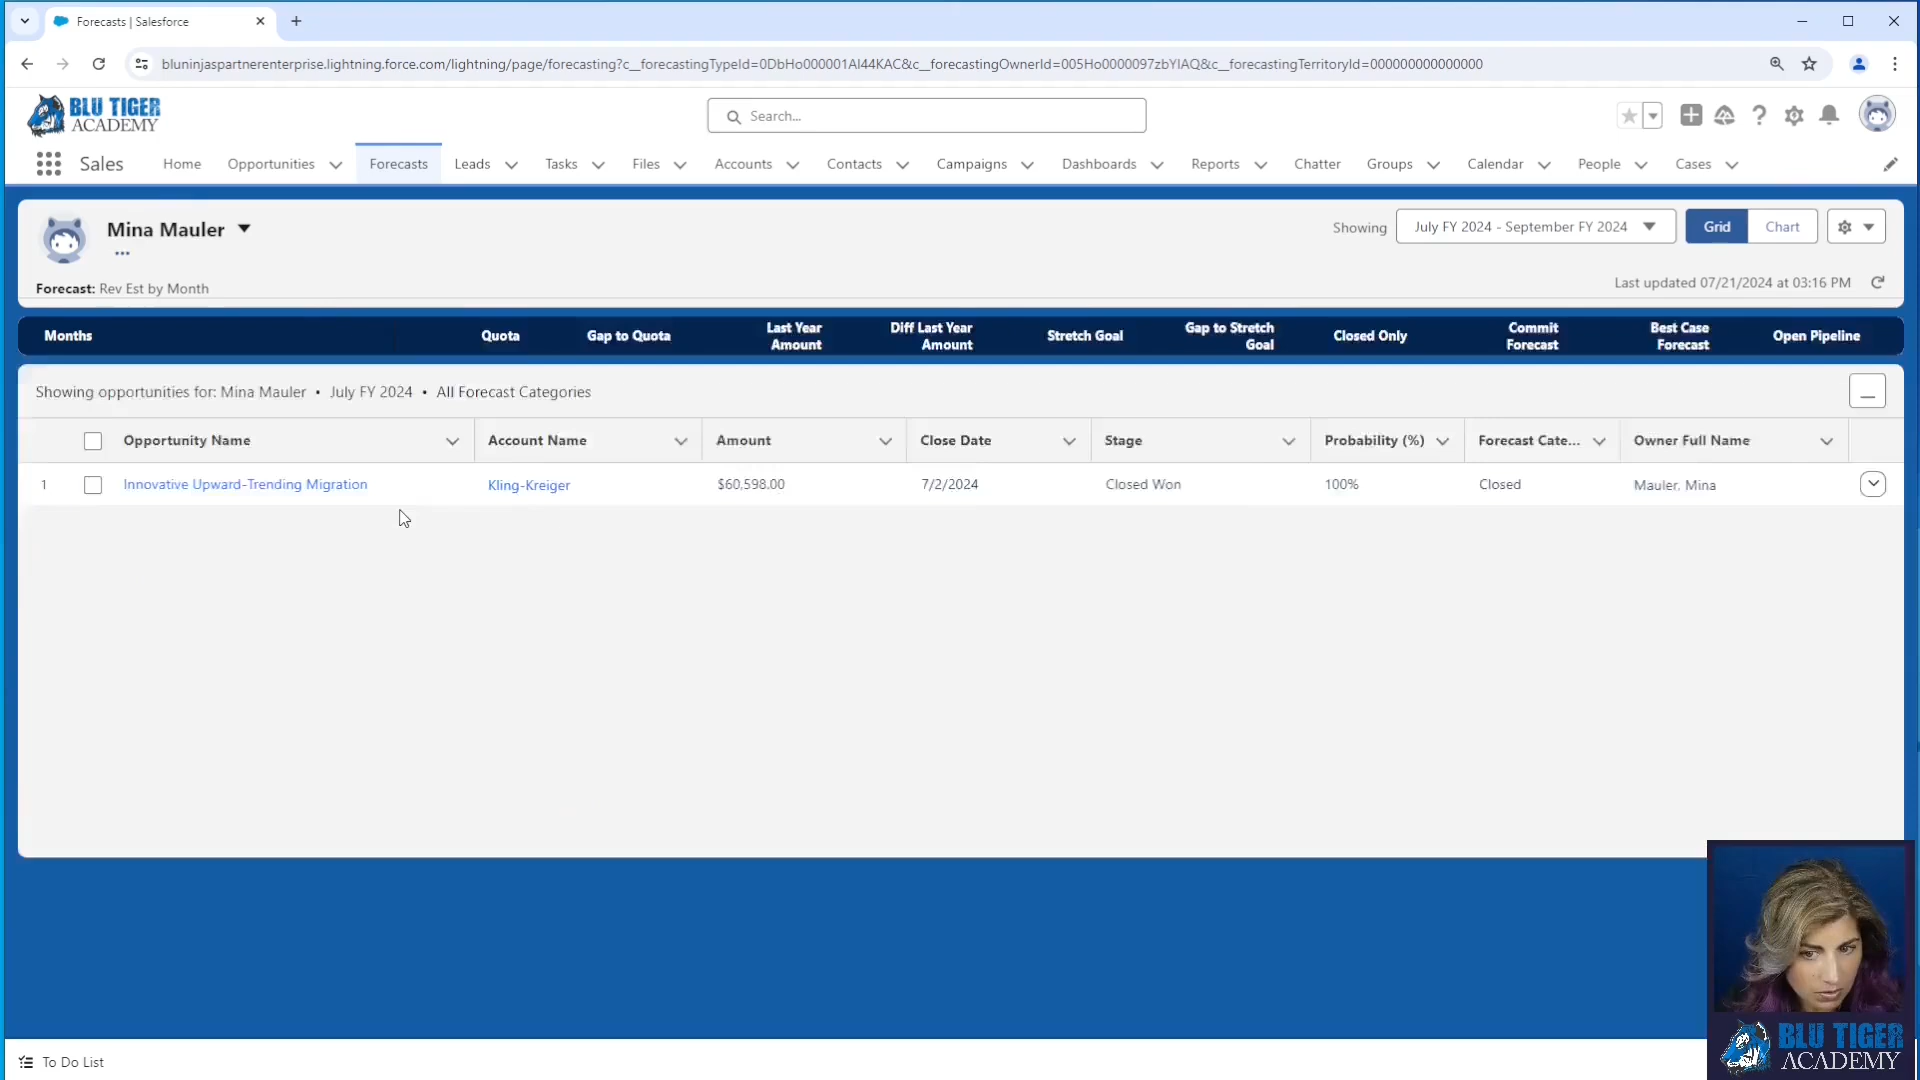 Forecasts | Salesforce
bluninjaspartnerenterprise.lightning.force.com/lightning/page/forecasting?c__forecastingTypeId=0DbHo000001Al44KAC&c__forecastingOwnerId=005Ho0000097zbYIAQ&c__forecastingTerritoryId=000000000000000
BLU TIGER
ACADEMY
Search...
Sales Home Opportunities Forecasts Leads Tasks Files Accounts Contacts Campaigns Dashboards Reports Chatter Groups Calendar People Cases
Mina Mauler
Showing July FY 2024 - September FY 2024 Grid Chart
Forecast: Rev Est by Month
Last updated 07/21/2024 at 03:16 PM
Months Quota Gap to Quota Last Year Amount Diff Last Year Amount Stretch Goal Gap to Stretch Goal Closed Only Commit Forecast Best Case Forecast Open Pipeline
Showing opportunities for: Mina Mauler • July FY 2024 • All Forecast Categories
Opportunity Name Account Name Amount Close Date Stage Probability (%) Forecast Cate... Owner Full Name
1 Innovative Upward-Trending Migration Kling-Kreiger $60,598.00 7/2/2024 Closed Won 100% Closed Mauler, Mina
BLU TIGER
ACADEMY
To Do List